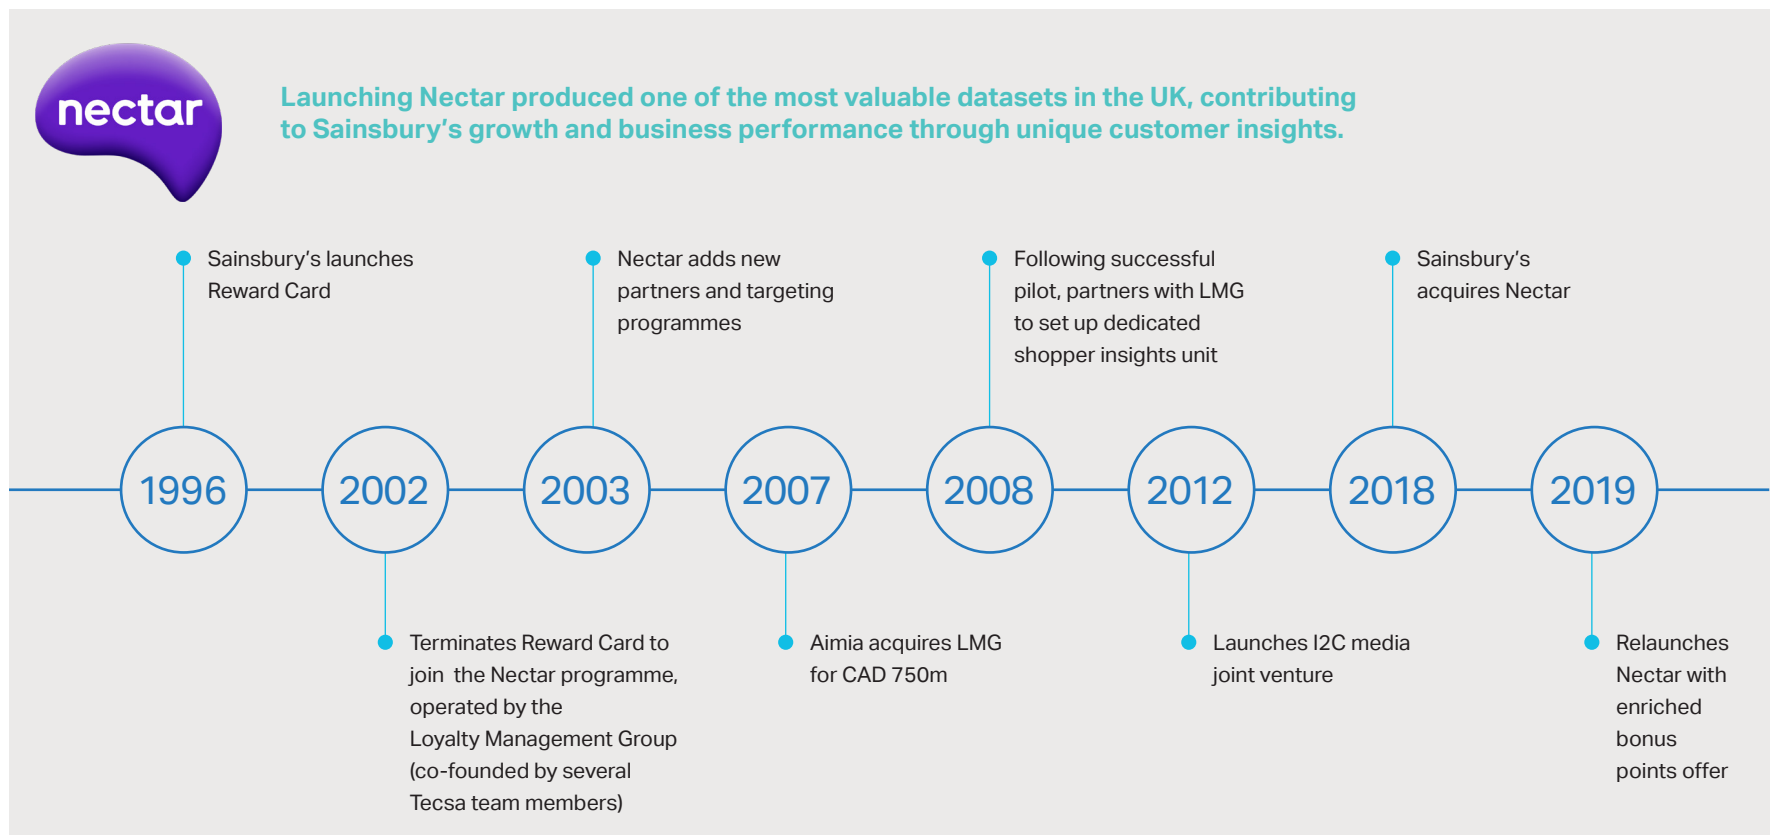 nectar
Launching Nectar produced one of the most valuable datasets in the UK, contributing
to Sainsbury’s growth and business performance through unique customer insights.
Sainsbury’s launches
Reward Card
Nectar adds new
partners and targeting
programmes
Following successful
pilot, partners with LMG
to set up dedicated
shopper insights unit
Sainsbury’s
acquires Nectar
1996
2002
2003
2007
2008
2012
2018
2019
Terminates Reward Card to
join the Nectar programme,
operated by the
Loyalty Management Group
(co-founded by several
Tecsa team members)
Aimia acquires LMG
for CAD 750m
Launches I2C media
joint venture
Relaunches
Nectar with
enriched
bonus
points offer